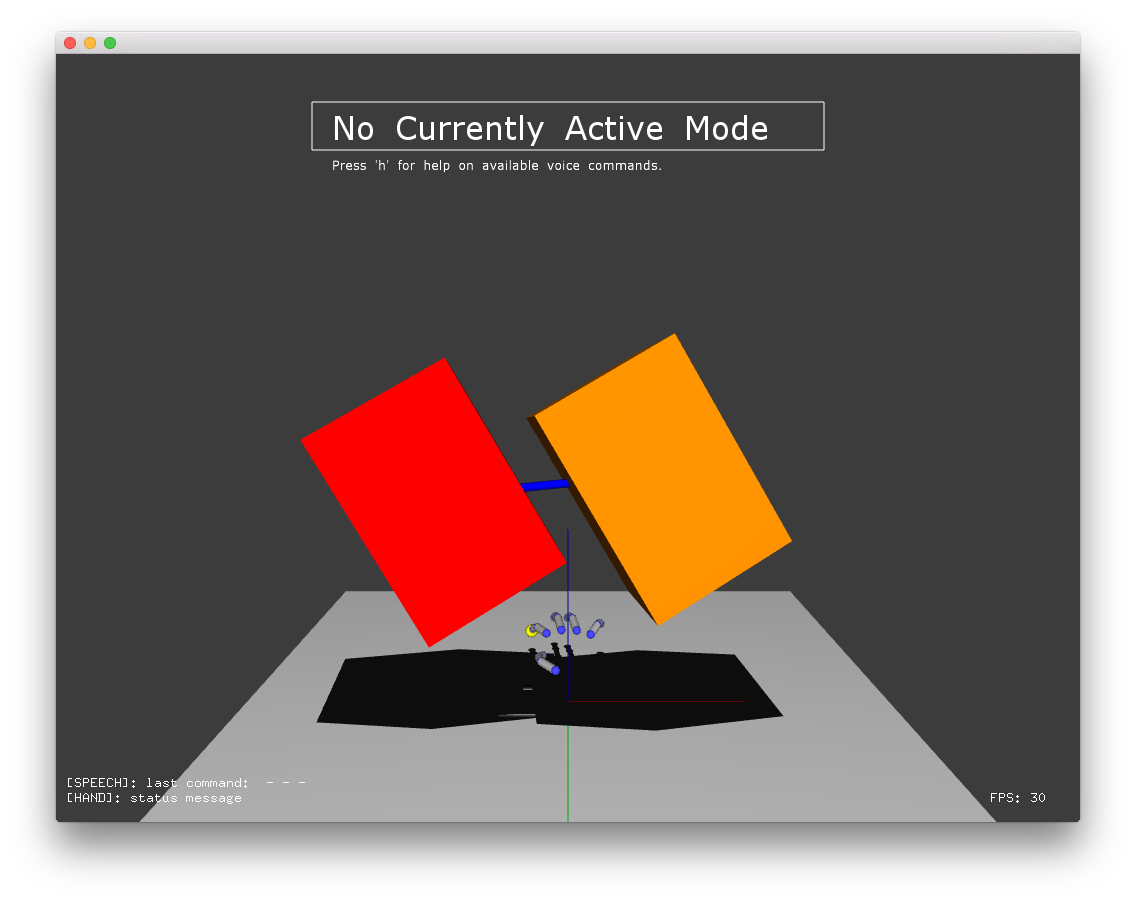 No Currently Active Mode
Press 'h' for help on available voice commands.
[SPEECH]: last command: - - -
[HAND]: status message
FPS: 30